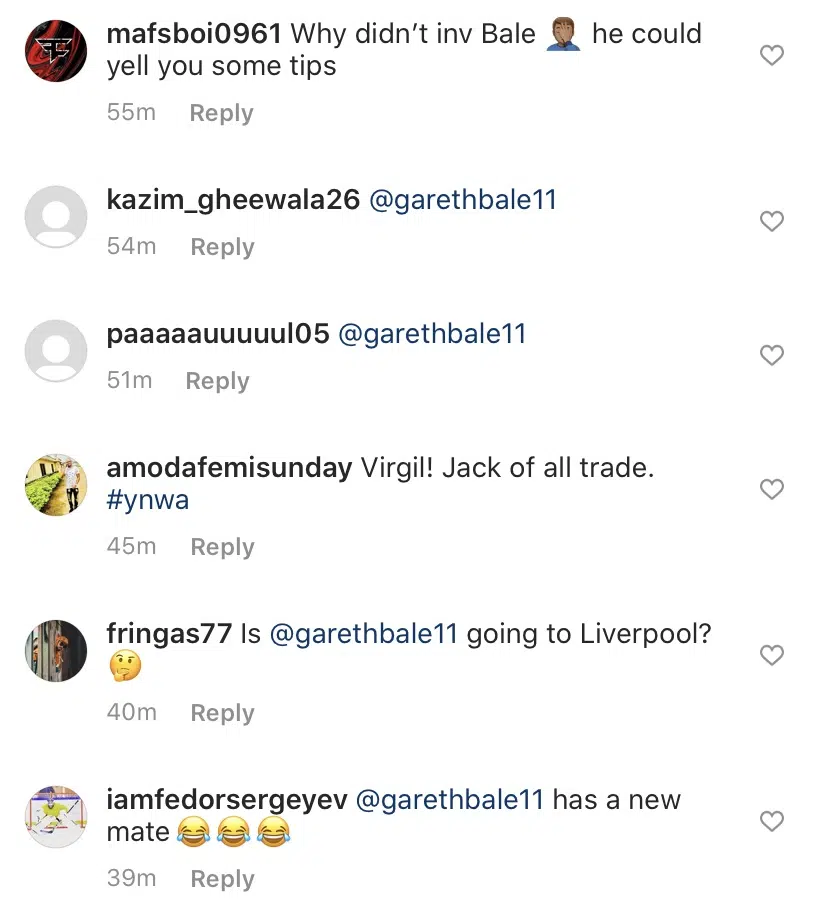 mafsboi0961 Why didn’t inv Bale 🤦🏾‍♂️ he could
yell you some tips
55m Reply
kazim_gheewala26 @garethbale11
54m Reply
paaaaauuuuul05 @garethbale11
51m Reply
amodafemisunday Virgil! Jack of all trade.
#ynwa
45m Reply
fringas77 Is @garethbale11 going to Liverpool?
🤔
40m Reply
iamfedorsergeyev @garethbale11 has a new
mate 😂😂😂
39m Reply